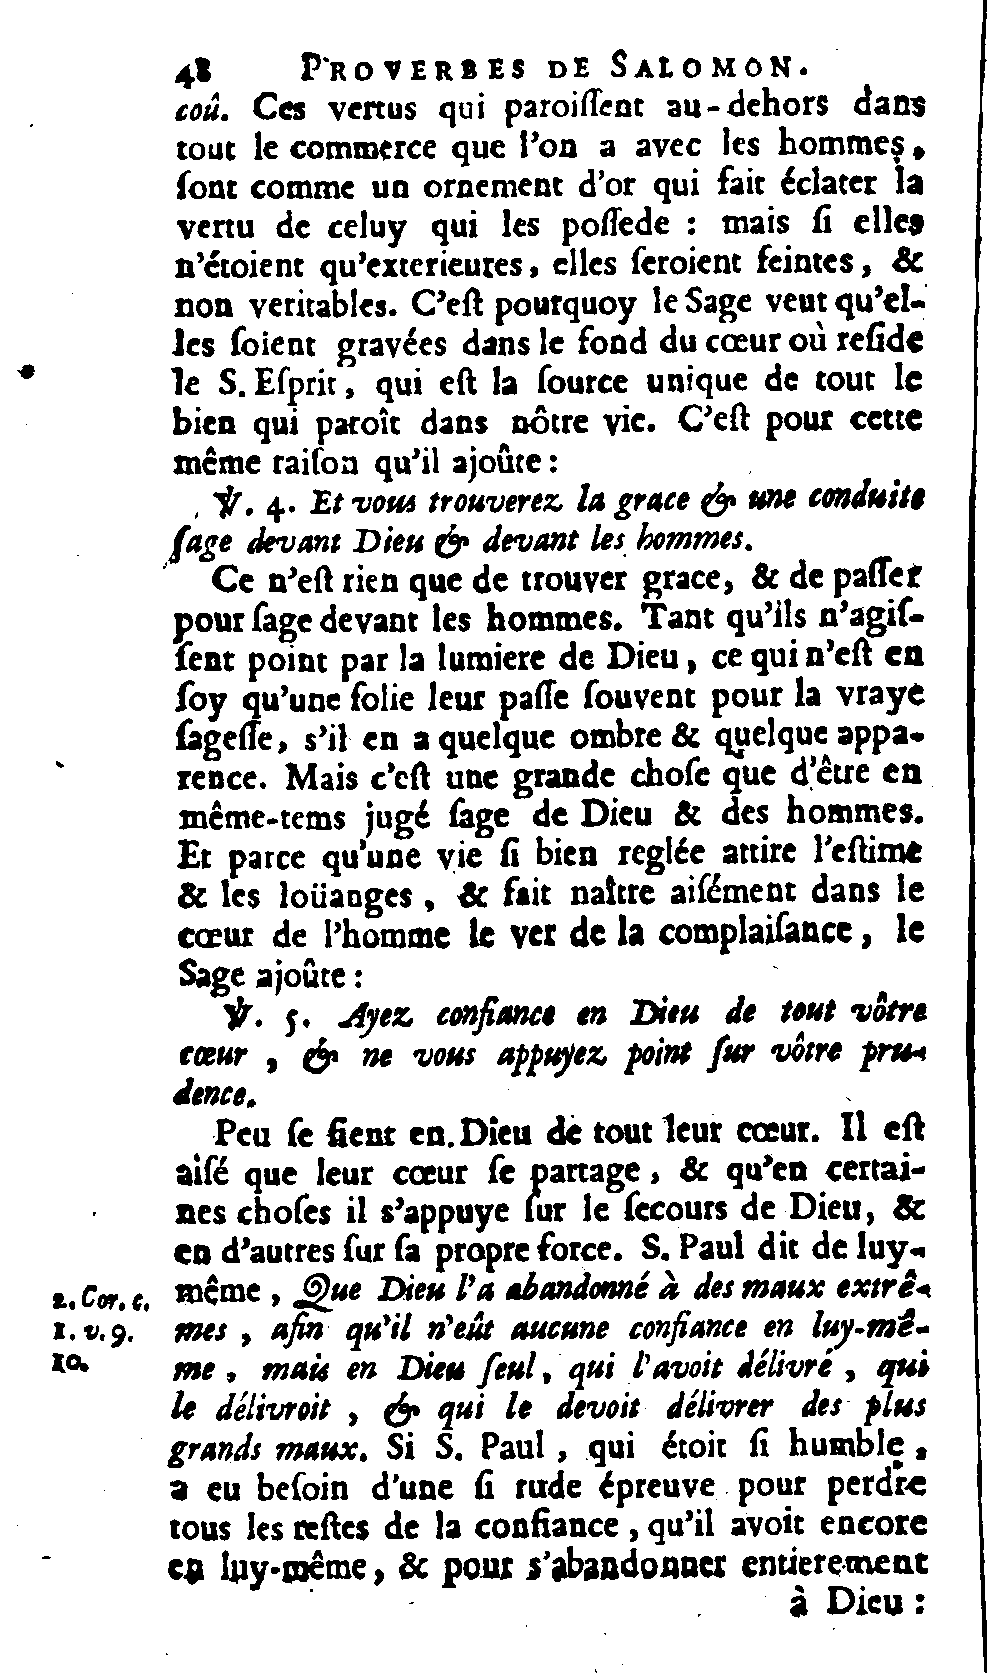 48 PROVERBES DE SALOMON.
coû. Ces vertus qui paroiſſent au-dehors dans
tout le commerce que l'on a avec les hommes,
ſont comme un ornement d'or qui fait éclater la
vertu de celuy qui les poſſede : mais ſi elles
n'étoient qu'exterieures, elles ſeroient feintes, &
non veritables. C'eſt pourquoy le Sage veut qu'el-
les ſoient gravées dans le fond du cœur où reſide
le S. Eſprit, qui eſt la ſource unique de tout le
bien qui paroît dans nôtre vie. C'eſt pour cette
même raiſon qu'il ajoûte :
℣. 4. Et vous trouverez la grace & une conduite
ſage devant Dieu & devant les hommes.
Ce n'eſt rien que de trouver grace, & de paſſer
pour ſage devant les hommes. Tant qu'ils n'agiſ-
ſent point par la lumiere de Dieu, ce qui n'eſt en
ſoy qu'une folie leur paſſe ſouvent pour la vraye
ſageſſe, s'il en a quelque ombre & quelque appa-
rence. Mais c'eſt une grande choſe que d'être en
même-tems jugé ſage de Dieu & des hommes.
Et parce qu'une vie ſi bien reglée attire l'eſtime
& les loüanges, & fait naître aiſément dans le
cœur de l'homme le ver de la complaiſance, le
Sage ajoûte :
℣. 5. Ayez confiance en Dieu de tout vôtre
cœur, & ne vous appuyez point ſur vôtre pru-
dence.
Peu ſe fient en Dieu de tout leur cœur. Il eſt
aiſé que leur cœur ſe partage, & qu'en certai-
nes choſes il s'appuye ſur le ſecours de Dieu, &
en d'autres ſur ſa propre force. S. Paul dit de luy-
2. Cor. c. même, Que Dieu l'a abandonné à des maux extrê-
1. v. 9. mes, afin qu'il n'eût aucune confiance en luy-mê-
10. me, mais en Dieu ſeul, qui l'avoit délivré, qui
le délivroit, & qui le devoit délivrer des plus
grands maux. Si S. Paul, qui étoit ſi humble,
a eu beſoin d'une ſi rude épreuve pour perdre
tous les reſtes de la confiance, qu'il avoit encore
en luy-même, & pour s'abandonner entierement
à Dieu :